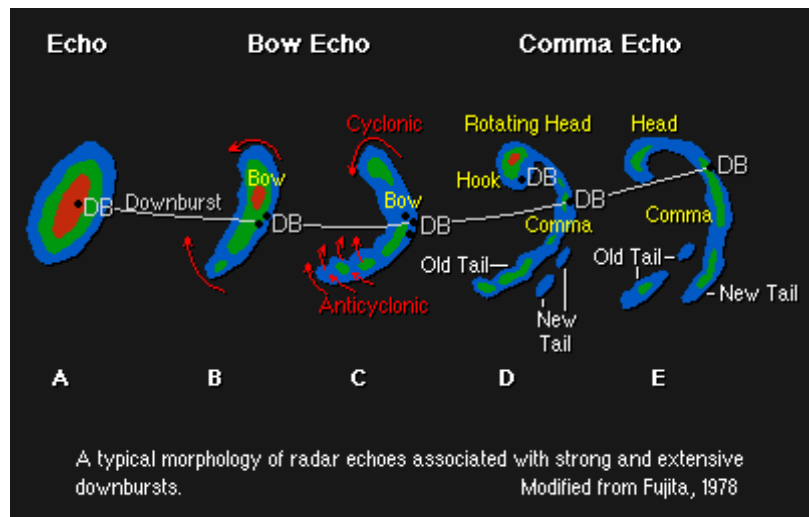 Echo
Bow Echo
Comma Echo
Cyclonic
Rotating Head
Head
Bow
Hook
DB
DB
DB
Downburst
DB
Bow
DB
DB
Comma
Comma
Old Tail
Old Tail
Anticyclonic
New
Tail
New Tail
A
B
C
D
E
A typical morphology of radar echoes associated with strong and extensive
downbursts.
Modified from Fujita, 1978